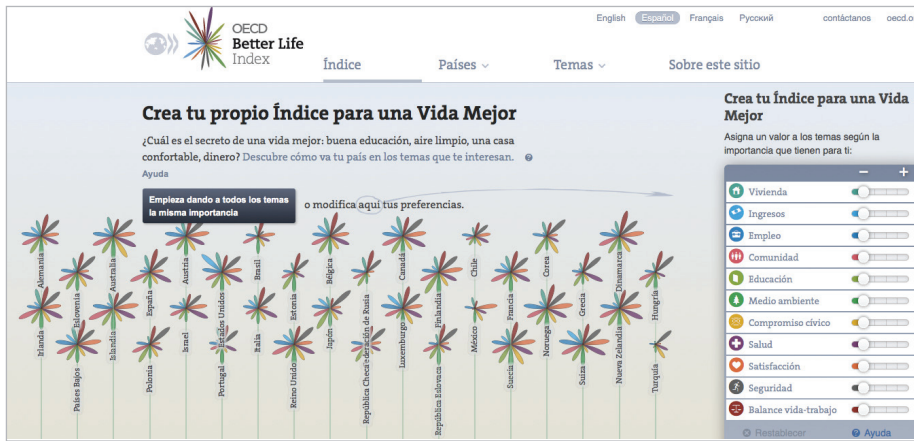 English Español Français Русский contáctanos oecd.o
OECD
Better Life
Index
Índice Países Temas Sobre este sitio
Crea tu propio Índice para una Vida Mejor
¿Cuál es el secreto de una vida mejor: buena educación, aire limpio, una casa
confortable, dinero? Descubre cómo va tu país en los temas que te interesan.
Ayuda
Empieza dando a todos los temas
la misma importancia
o modifica aquí tus preferencias.
Alemania
Eslovenia
Australia
España
Austria
Estados Unidos
Brasil
Estonia
Bélgica
Federación de Rusia
Canadá
Finlandia
Chile
Francia
Corea
Grecia
Dinamarca
Hungría
Irlanda
Países Bajos
Islandia
Polonia
Israel
Portugal
Italia
Reino Unido
Japón
República Checa
Luxemburgo
República Eslovaca
México
Suecia
Noruega
Suiza
Nueva Zelandia
Turquía
Crea tu Índice para una Vida
Mejor
Asigna un valor a los temas según la
importancia que tienen para ti:
− +
Vivienda
Ingresos
Empleo
Comunidad
Educación
Medio ambiente
Compromiso cívico
Salud
Satisfacción
Seguridad
Balance vida-trabajo
Restablecer ? Ayuda